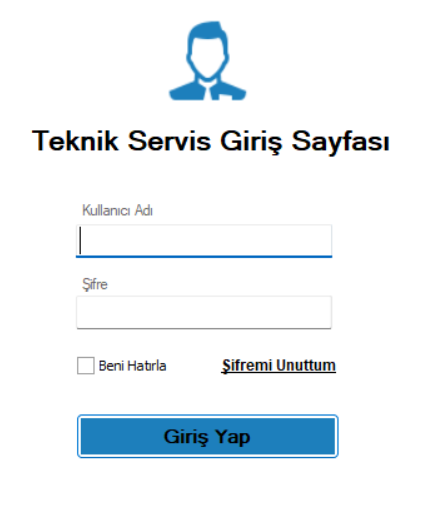 Teknik Servis Giriş Sayfası
Kullanıcı Adı
Şifre
Beni Hatırla Şifremi Unuttum
Giriş Yap